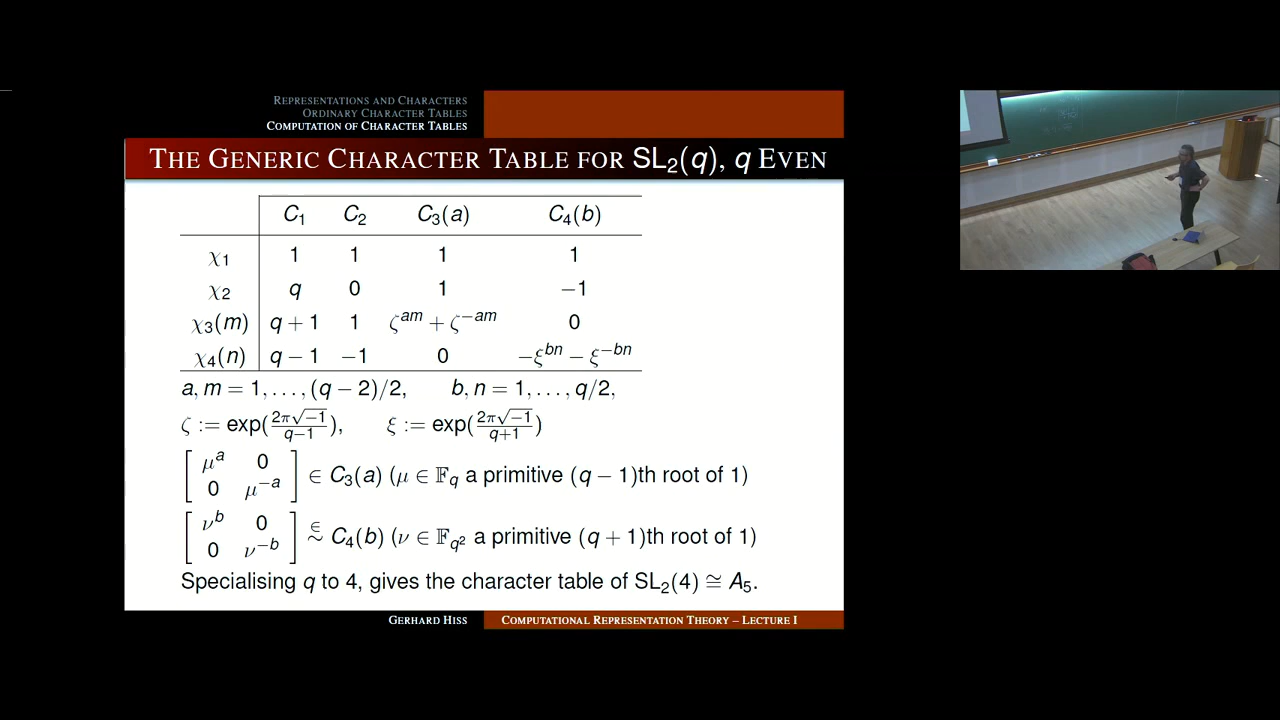 REPRESENTATIONS AND CHARACTERS
ORDINARY CHARACTER TABLES
COMPUTATION OF CHARACTER TABLES
THE GENERIC CHARACTER TABLE FOR SL₂(q), q EVEN
C₁ C₂ C₃(a) C₄(b)
χ₁ 1 1 1 1
χ₂ q 0 1 −1
χ₃(m) q + 1 1 ζ^{am} + ζ^{−am} 0
χ₄(n) q − 1 −1 0 −ξ^{bn} − ξ^{−bn}
a, m = 1, . . . , (q − 2)/2, b, n = 1, . . . , q/2,
ζ := exp(2π√−1/q−1), ξ := exp(2π√−1/q+1)
[μ^a 0
0 μ^{−a}] ∈ C₃(a) (μ ∈ 𝔽_q a primitive (q − 1)th root of 1)
[ν^b 0
0 ν^{−b}] ∈∼ C₄(b) (ν ∈ 𝔽_{q²} a primitive (q + 1)th root of 1)
Specialising q to 4, gives the character table of SL₂(4) ≅ A₅.
GERHARD HISS COMPUTATIONAL REPRESENTATION THEORY – LECTURE I